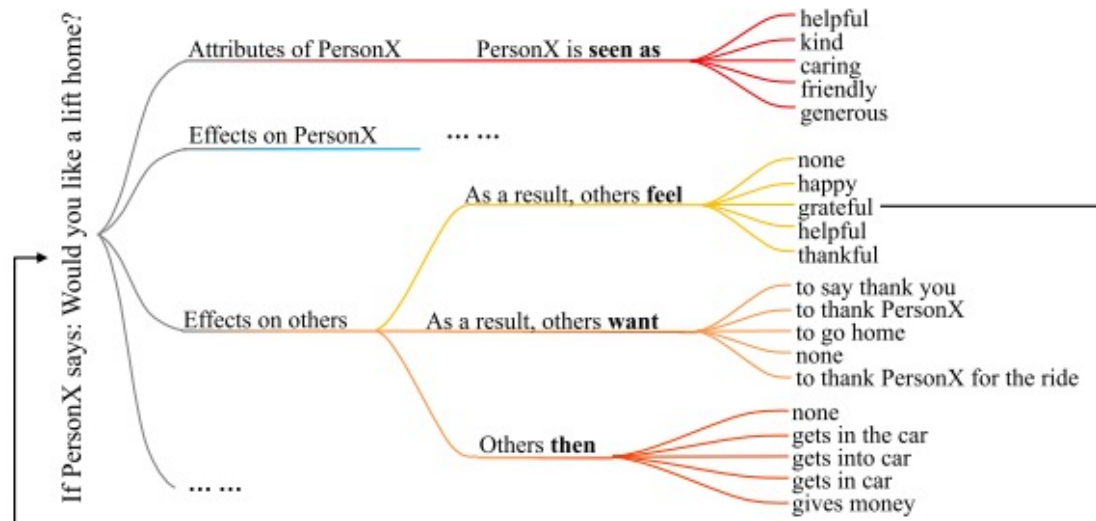 If PersonX says: Would you like a lift home?
Attributes of PersonX
PersonX is seen as
helpful
kind
caring
friendly
generous
Effects on PersonX
... ...
Effects on others
As a result, others feel
none
happy
grateful
helpful
thankful
As a result, others want
to say thank you
to thank PersonX
to go home
none
to thank PersonX for the ride
Others then
none
gets in the car
gets into car
gets in car
gives money
... ...